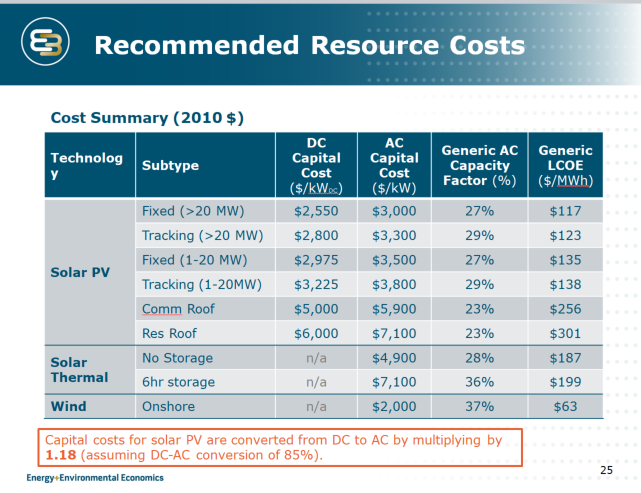 Recommended Resource Costs
Cost Summary (2010 $)
Technolog
y
Subtype
DC
Capital
Cost
($/kWDC)
AC
Capital
Cost
($/kW)
Generic AC
Capacity
Factor (%)
Generic
LCOE
($/MWh)
Solar PV
Fixed (>20 MW) $2,550 $3,000 27% $117
Tracking (>20 MW) $2,800 $3,300 29% $123
Fixed (1-20 MW) $2,975 $3,500 27% $135
Tracking (1-20MW) $3,225 $3,800 29% $138
Comm Roof $5,000 $5,900 23% $256
Res Roof $6,000 $7,100 23% $301
Solar
Thermal
No Storage n/a $4,900 28% $187
6hr storage n/a $7,100 36% $199
Wind Onshore n/a $2,000 37% $63
Capital costs for solar PV are converted from DC to AC by multiplying by
1.18 (assuming DC-AC conversion of 85%).
Energy+Environmental Economics
25